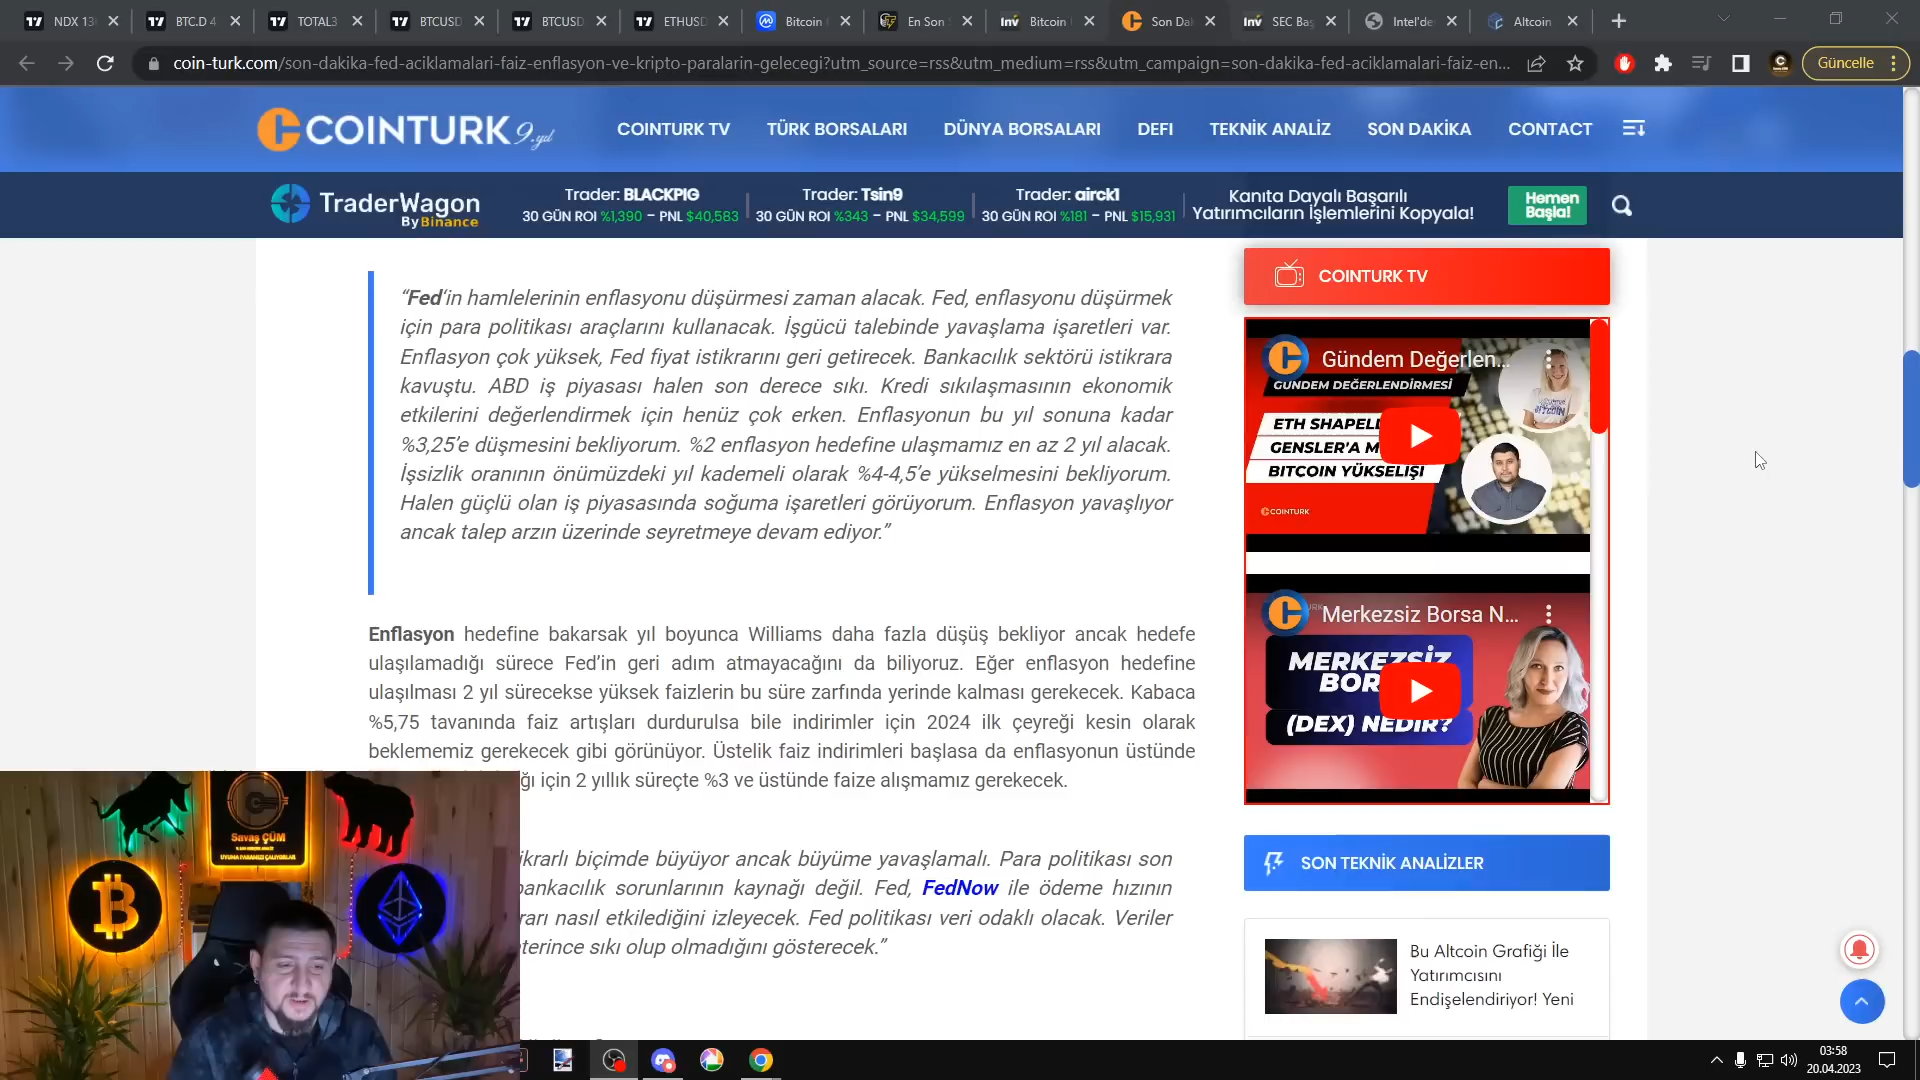 NDX 13
BTC.D 4
TOTAL3
BTCUSD
BTCUSD
ETHUSD
Bitcoin
En Son
Bitcoin
Son Da
SEC Ba
Intel'de
Altcoin
coin-turk.com/son-dakika-fed-aciklamalari-faiz-enflasyon-ve-kripto-paralarin-gelecegi?utm_source=rss&utm_medium=rss&utm_campaign=son-dakika-fed-aciklamalari-faiz-en...
Güncelle
COINTURK 9.yıl
COINTURK TV
TÜRK BORSALARI
DÜNYA BORSALARI
DEFI
TEKNİK ANALİZ
SON DAKİKA
CONTACT
TraderWagon
By Binance
Trader: BLACKPIG
30 GÜN ROI %1,390 – PNL $40,583
Trader: Tsin9
30 GÜN ROI %343 – PNL $34,599
Trader: airck1
30 GÜN ROI %181 – PNL $15,931
Kanıta Dayalı Başarılı
Yatırımcıların İşlemlerini Kopyala!
Hemen
Başla!
“Fed‘in hamlelerinin enflasyonu düşürmesi zaman alacak. Fed, enflasyonu düşürmek
için para politikası araçlarını kullanacak. İşgücü talebinde yavaşlama işaretleri var.
Enflasyon çok yüksek, Fed fiyat istikrarını geri getirecek. Bankacılık sektörü istikrara
kavuştu. ABD iş piyasası halen son derece sıkı. Kredi sıkılaşmasının ekonomik
etkilerini değerlendirmek için henüz çok erken. Enflasyonun bu yıl sonuna kadar
%3,25’e düşmesini bekliyorum. %2 enflasyon hedefine ulaşmamız en az 2 yıl alacak.
İşsizlik oranının önümüzdeki yıl kademeli olarak %4-4,5’e yükselmesini bekliyorum.
Halen güçlü olan iş piyasasında soğuma işaretleri görüyorum. Enflasyon yavaşlıyor
ancak talep arzın üzerinde seyretmeye devam ediyor.”
Enflasyon hedefine bakarsak yıl boyunca Williams daha fazla düşüş bekliyor ancak hedefe
ulaşılamadığı sürece Fed’in geri adım atmayacağını da biliyoruz. Eğer enflasyon hedefine
ulaşılması 2 yıl sürecekse yüksek faizlerin bu süre zarfında yerinde kalması gerekecek. Kabaca
%5,75 tavanında faiz artışları durdurulsa bile indirimler için 2024 ilk çeyreği kesin olarak
beklememiz gerekecek gibi görünüyor. Üstelik faiz indirimleri başlasa da enflasyonun üstünde
ğı için 2 yıllık süreçte %3 ve üstünde faize alışmamız gerekecek.
ikrarlı biçimde büyüyor ancak büyüme yavaşlamalı. Para politikası son
bankacılık sorunlarının kaynağı değil. Fed, FedNow ile ödeme hızının
rarı nasıl etkilediğini izleyecek. Fed politikası veri odaklı olacak. Veriler
terince sıkı olup olmadığını gösterecek.”
COINTURK TV
Gündem Değerlen...
GÜNDEM DEĞERLENDİRMESİ
ETH SHAPELL
GENSLER'A M
BITCOIN YÜKSELİŞİ
COINTURK
BITCOIN
Merkezsiz Borsa N...
MERKEZSİZ
BOR
(DEX) NEDİR?
SON TEKNİK ANALİZLER
Bu Altcoin Grafiği İle
Yatırımcısını
Endişelendiriyor! Yeni
Savaş ÇÜM
UYUMA PARAMIZI ÇALIYORLAR
03:58
20.04.2023